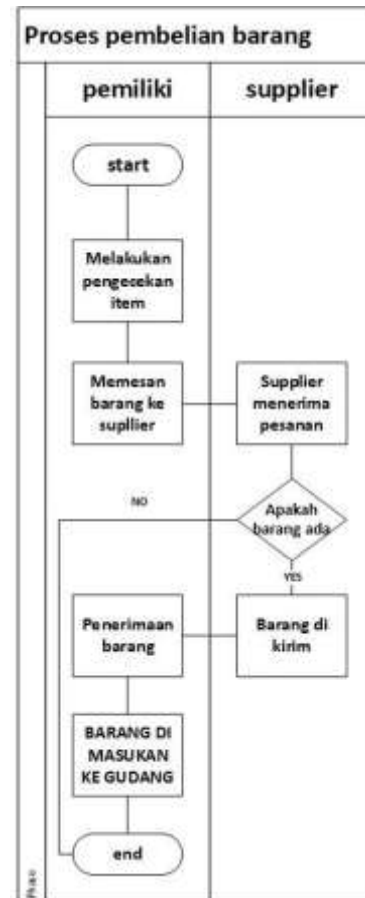 Proses pembelian barang
pemiliki
supplier
start
Melakukan
pengecekan
item
Memesan
barang ke
supllier
Supplier
menerima
pesanan
Apakah
barang ada
NO
YES
Penerimaan
barang
Barang di
kirim
BARANG DI
MASUKAN
KE GUDANG
end
Phase